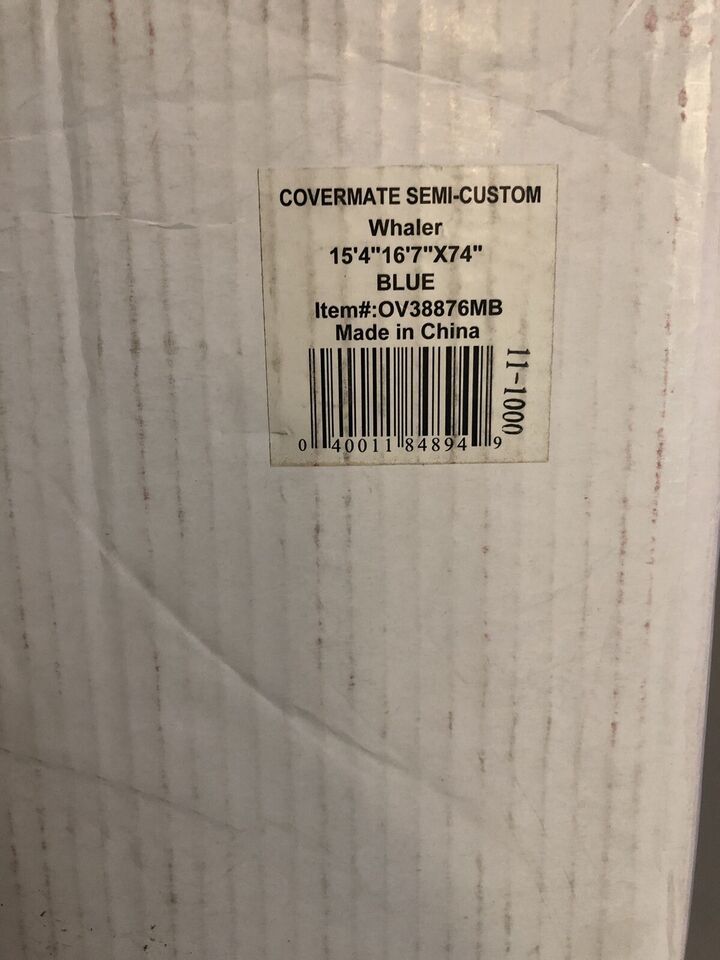 COVERMATE SEMI-CUSTOM
Whaler
15'4"16'7"X74"
BLUE
Item#:OV38876MB
Made in China
11-1000
0 40011 84894 9